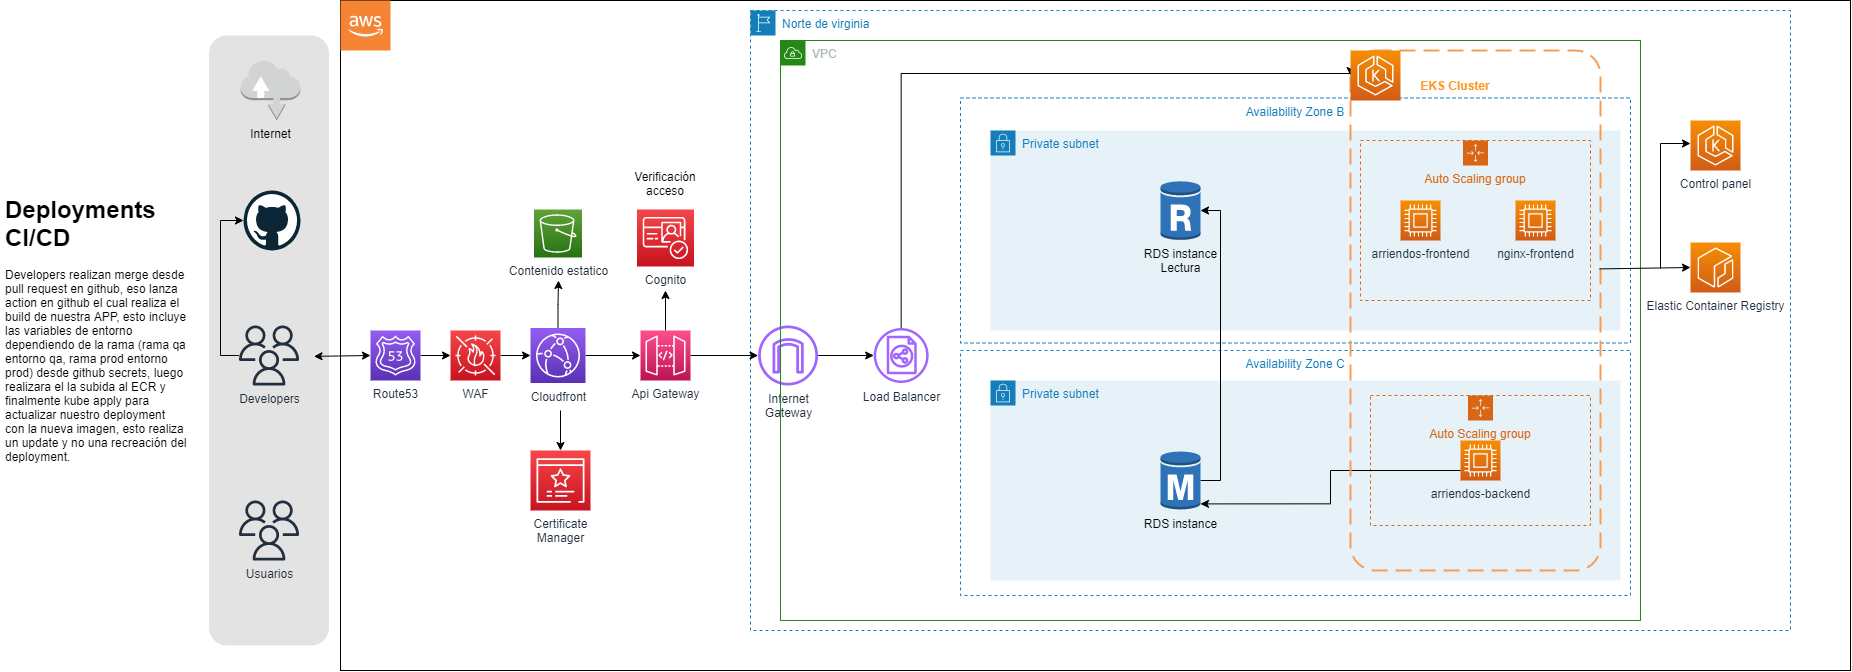 Deployments
CI/CD
Developers realizan merge desde
pull request en github, eso lanza
action en github el cual realiza el
build de nuestra APP, esto incluye
las variables de entorno
dependiendo de la rama (rama qa
entorno qa, rama prod entorno
prod) desde github secrets, luego
realizara el la subida al ECR y
finalmente kube apply para
actualizar nuestro deployment
con la nueva imagen, esto realiza
un update y no una recreación del
deployment.
Internet
Developers
Usuarios
aws
53
Route53
WAF
Contenido estatico
Cloudfront
Certificate
Manager
Verificación
acceso
Cognito
</>
Api Gateway
Norte de virginia
VPC
Internet
Gateway
Load Balancer
K
EKS Cluster
Availability Zone B
Private subnet
R
RDS instance
Lectura
Auto Scaling group
arriendos-frontend
nginx-frontend
Availability Zone C
Private subnet
M
RDS instance
Auto Scaling group
arriendos-backend
K
Control panel
Elastic Container Registry